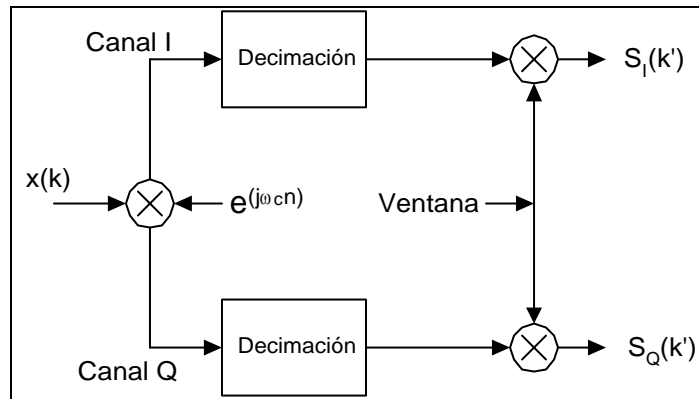 Canal I
Decimación
S_I(k')
x(k)
e^(jω_c n)
Ventana
Decimación
Canal Q
S_Q(k')